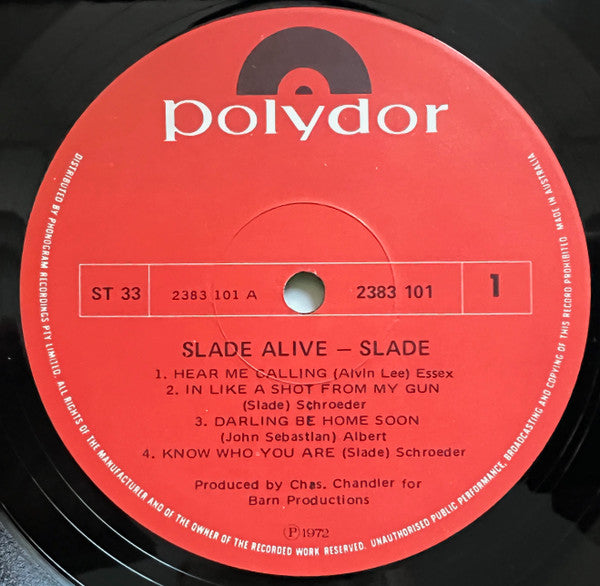 polydor
ST 33 2383 101 A 2383 101 1
SLADE ALIVE – SLADE
1. HEAR ME CALLING (Alvin Lee) Essex
2. IN LIKE A SHOT FROM MY GUN
(Slade) Schroeder
3. DARLING BE HOME SOON
(John Sebastian) Albert
4. KNOW WHO YOU ARE (Slade) Schroeder
Produced by Chas. Chandler for
Barn Productions
Ⓟ1972
DISTRIBUTED BY PHONOGRAM RECORDINGS PTY LIMITED. ALL RIGHTS OF THE MANUFACTURER AND OF THE OWNER OF THE RECORDED WORK RESERVED. UNAUTHORISED PUBLIC PERFORMANCE, BROADCASTING AND COPYING OF THIS RECORD PROHIBITED MADE IN AUSTRALIA